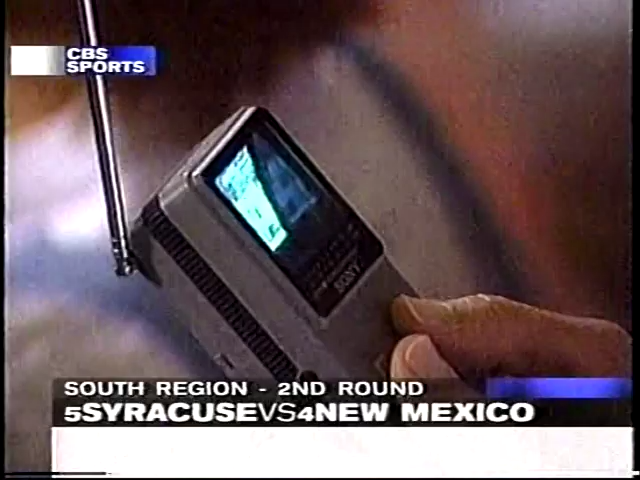 CBS
SPORTS
SONY
SOUTH REGION - 2ND ROUND
5SYRACUSEVS4NEW MEXICO